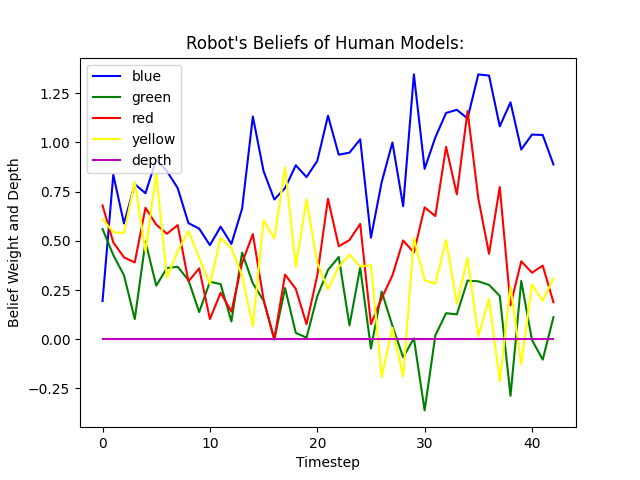 Robot's Beliefs of Human Models:
blue
green
red
yellow
depth
1.25
1.00
0.75
0.50
0.25
0.00
−0.25
Belief Weight and Depth
0 10 20 30 40
Timestep